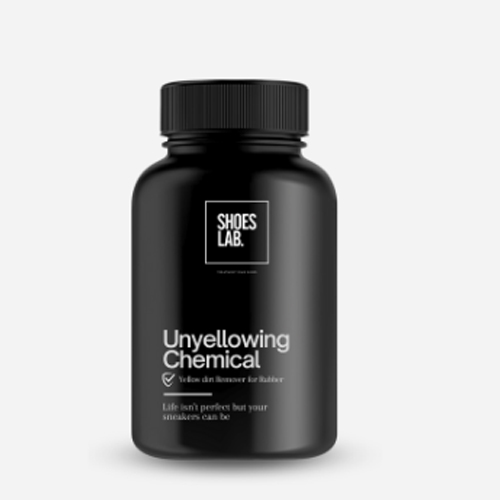 SHOES
LAB.
Unyellowing
Chemical
Yellow dirt Remover for Rubber
Life isn't perfect but your
sneakers can be